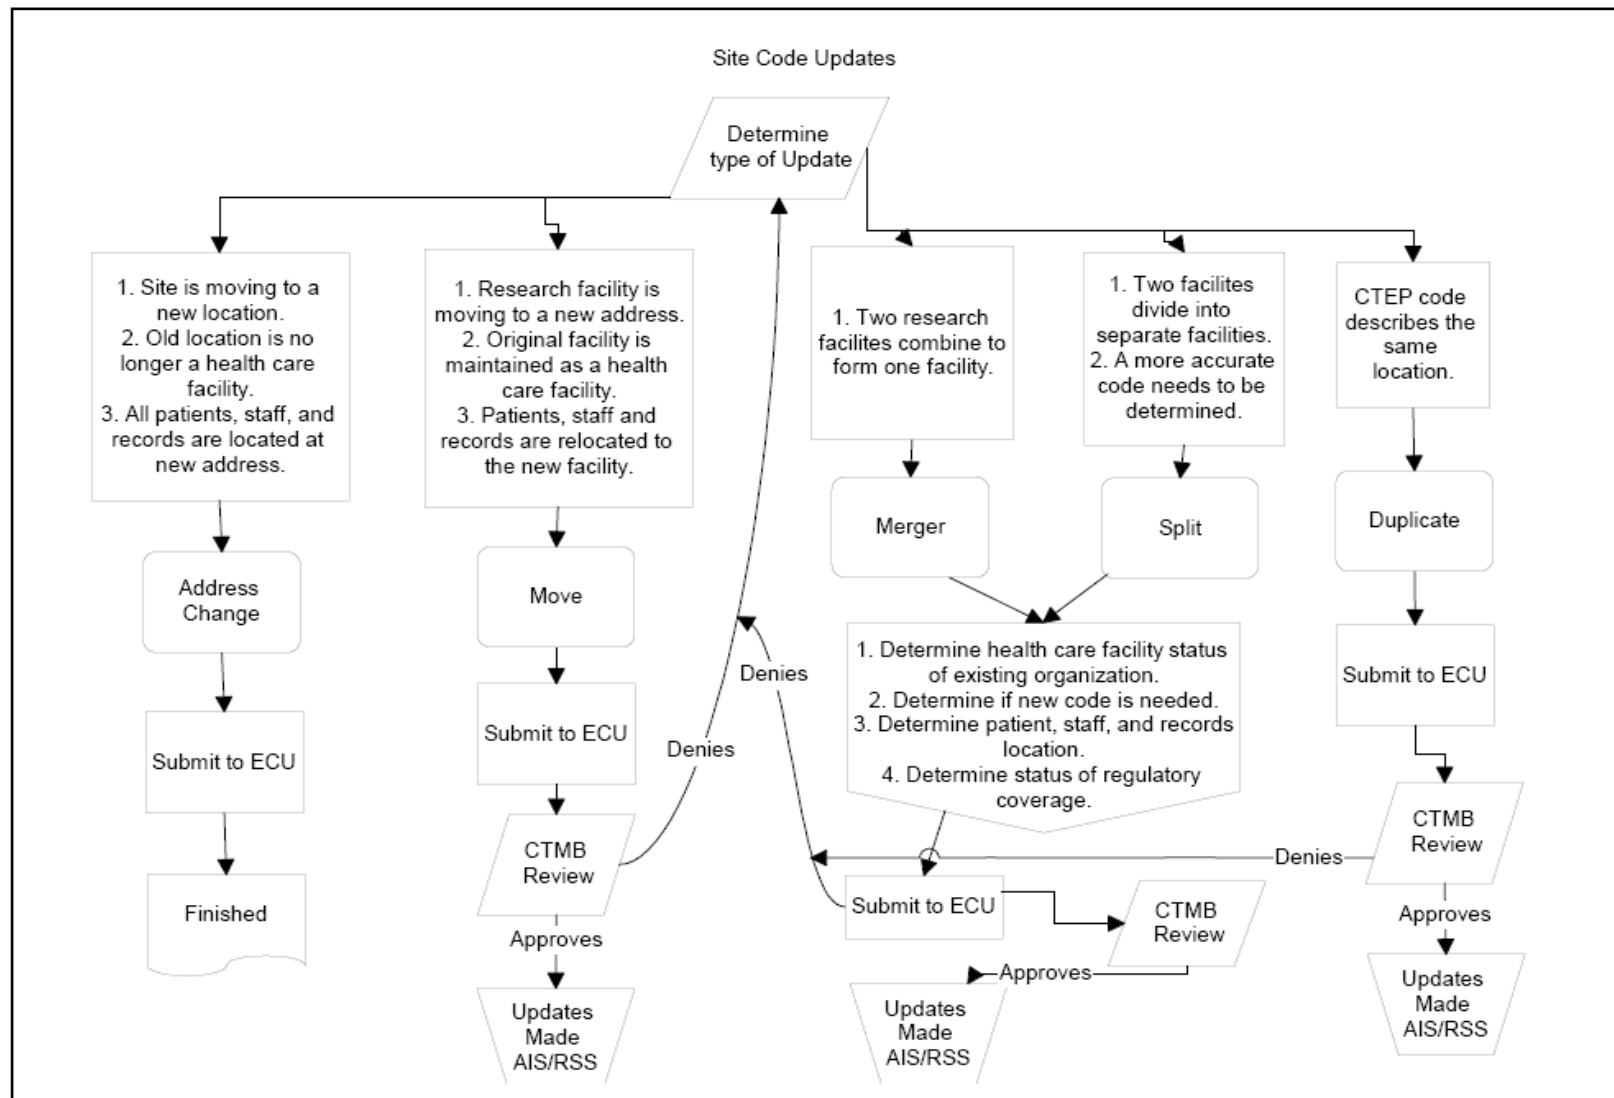 Site Code Updates
Determine
type of Update
1. Site is moving to a
new location.
2. Old location is no
longer a health care
facility.
3. All patients, staff, and
records are located at
new address.
Address
Change
Submit to ECU
Finished
1. Research facility is
moving to a new address.
2. Original facility is
maintained as a health
care facility.
3. Patients, staff and
records are relocated to
the new facility.
Move
Submit to ECU
CTMB
Review
Denies
Approves
Updates
Made
AIS/RSS
1. Two research
facilites combine to
form one facility.
Merger
1. Two facilites
divide into
separate facilities.
2. A more accurate
code needs to be
determined.
Split
1. Determine health care facility status
of existing organization.
2. Determine if new code is needed.
3. Determine patient, staff, and records
location.
4. Determine status of regulatory
coverage.
Denies
Submit to ECU
CTMB
Review
Approves
Updates
Made
AIS/RSS
CTEP code
describes the
same
location.
Duplicate
Submit to ECU
CTMB
Review
Denies
Approves
Updates
Made
AIS/RSS